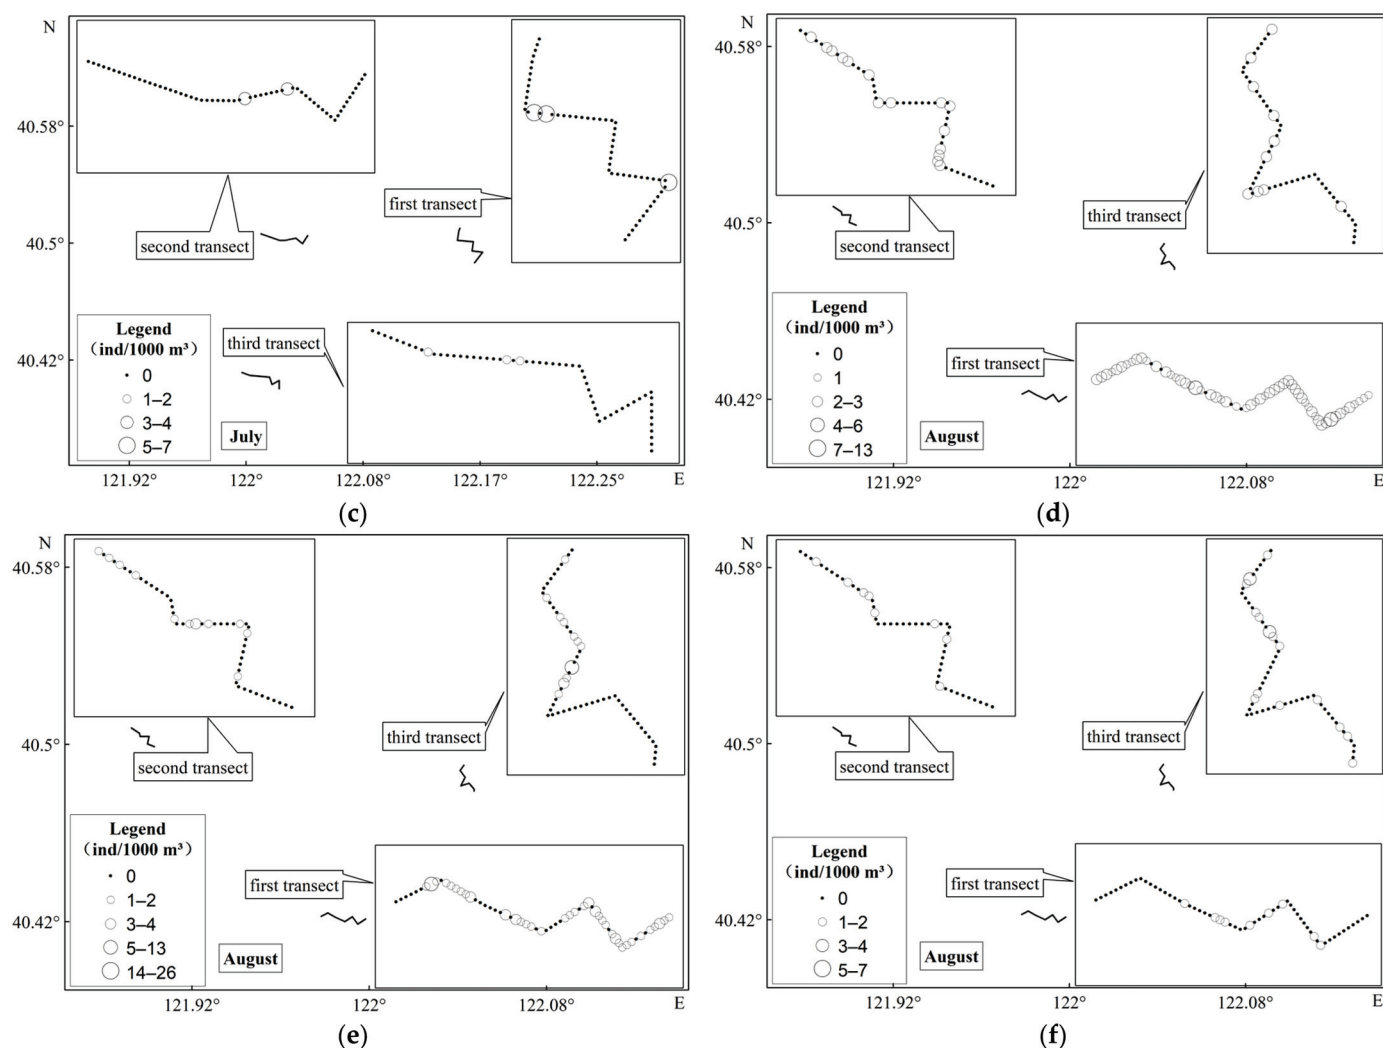 N
40.58°
40.5°
40.42°
second transect
first transect
third transect
Legend
(ind/1000 m³)
0
1–2
3–4
5–7
July
121.92°
122°
122.08°
122.17°
122.25°
E
(c)
N
40.58°
40.5°
40.42°
second transect
third transect
first transect
Legend
(ind/1000 m³)
0
1
2–3
4–6
7–13
August
121.92°
122°
122.08°
E
(d)
N
40.58°
40.5°
40.42°
second transect
third transect
first transect
Legend
(ind/1000 m³)
0
1–2
3–4
5–13
14–26
August
121.92°
122°
122.08°
E
(e)
N
40.58°
40.5°
40.42°
second transect
third transect
first transect
Legend
(ind/1000 m³)
0
1–2
3–4
5–7
August
121.92°
122°
122.08°
E
(f)